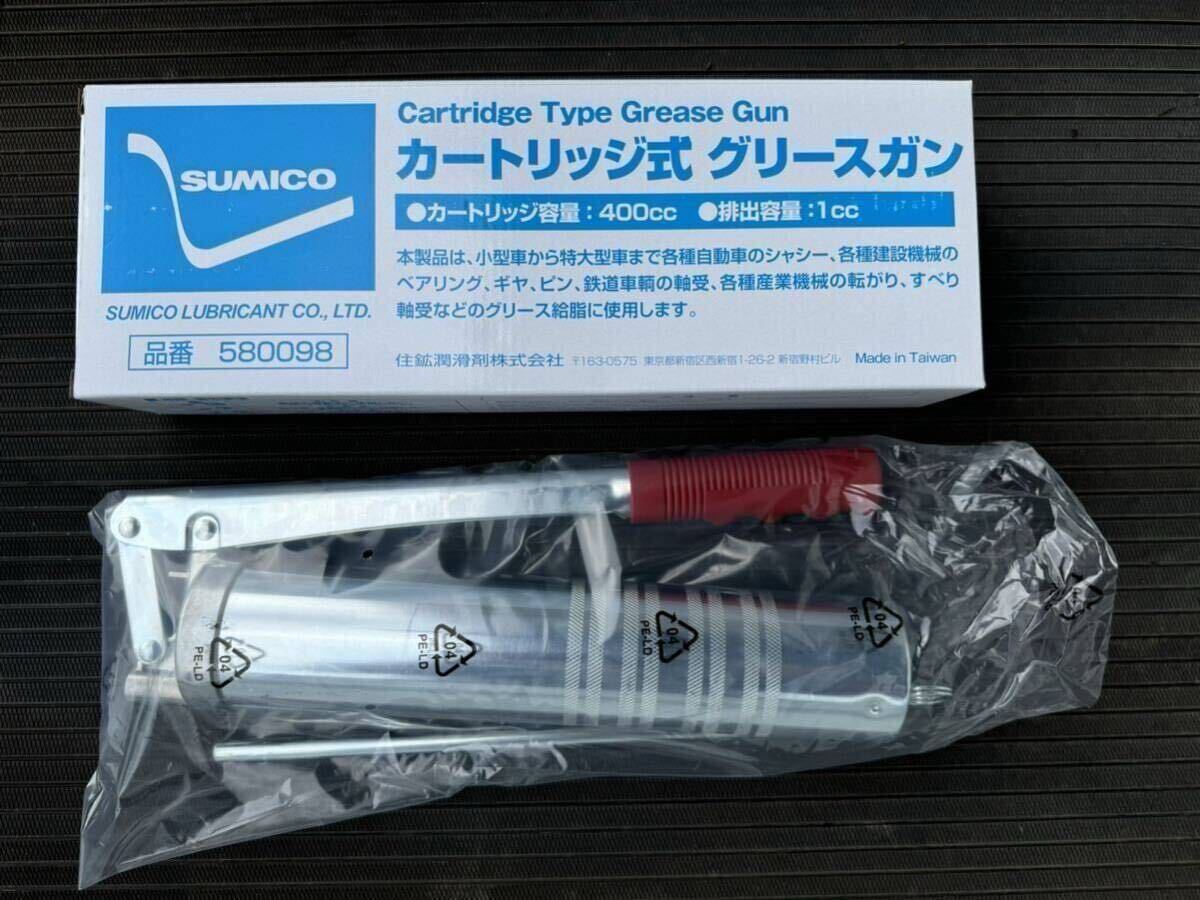 SUMICO
SUMICO LUBRICANT CO., LTD.
品番 580098
Cartridge Type Grease Gun
カートリッジ式 グリースガン
●カートリッジ容量：400cc ●排出容量：1cc
本製品は、小型車から特大型車まで各種自動車のシャシー、各種建設機械の
ベアリング、ギヤ、ピン、鉄道車輌の軸受、各種産業機械の転がり、すべり
軸受などのグリース給脂に使用します。
住鉱潤滑剤株式会社 〒163-0575 東京都新宿区西新宿1-26-2 新宿野村ビル Made in Taiwan
04
PE-LD
04
PE-LD
04
PE-LD
04
PE-LD